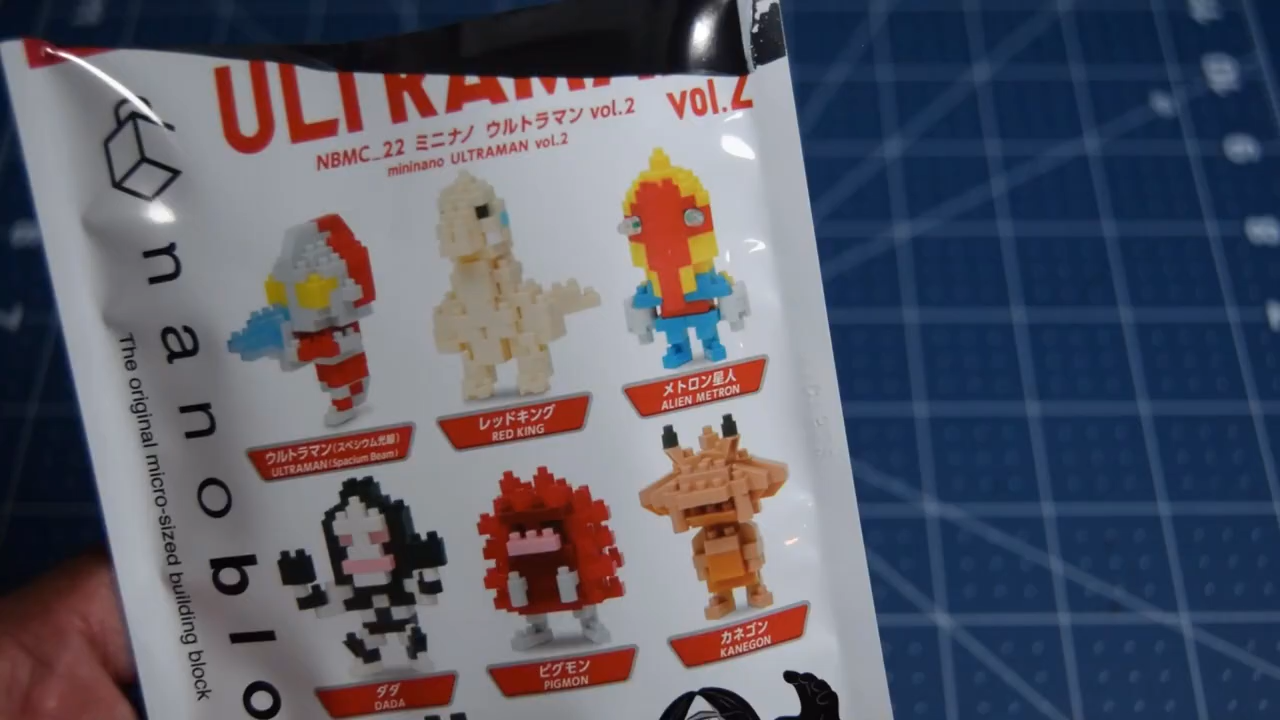 ULTRAMA
vol.2
NBMC_22 ミニナノ ウルトラマン vol.2
mininano ULTRAMAN vol.2
nanoblo
The original micro-sized building block
ウルトラマン(スペシウム光線)
ULTRAMAN(Spacium Beam)
レッドキング
RED KING
メトロン星人
ALIEN METRON
ダダ
DADA
ピグモン
PIGMON
カネゴン
KANEGON